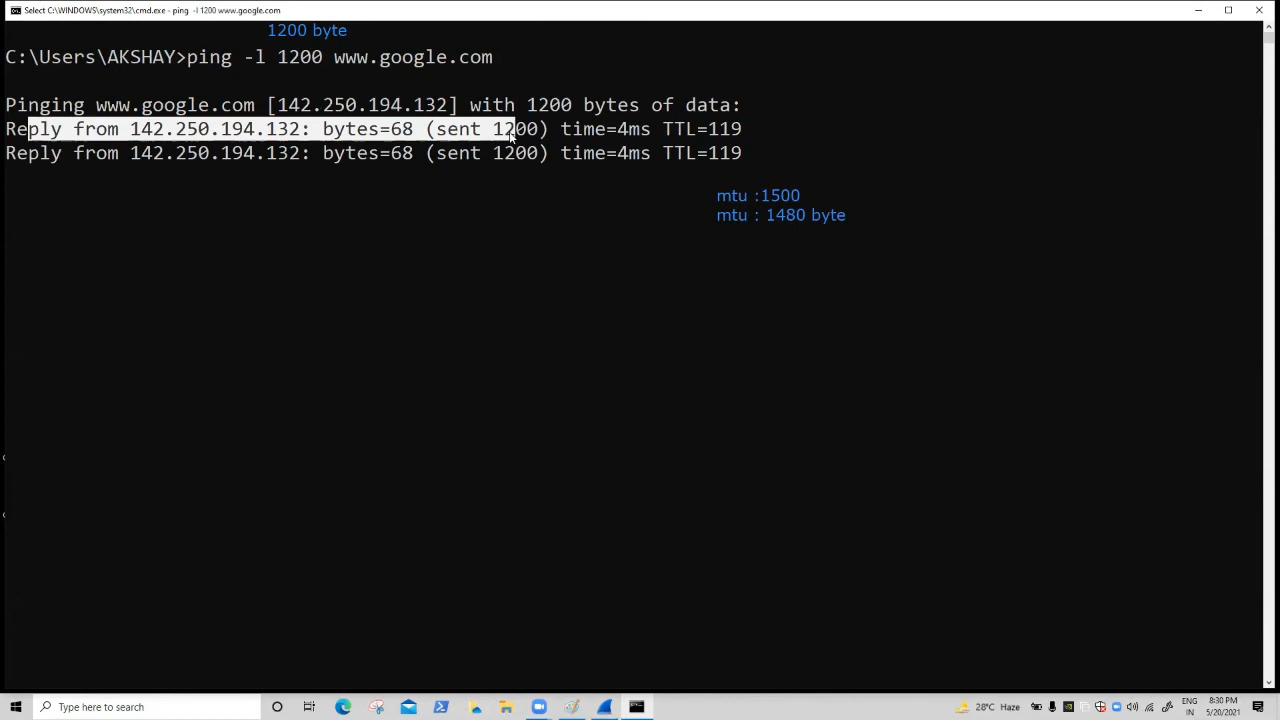 Select C:\WINDOWS\system32\cmd.exe - ping -l 1200 www.google.com
1200 byte
C:\Users\AKSHAY>ping -l 1200 www.google.com
Pinging www.google.com [142.250.194.132] with 1200 bytes of data:
Reply from 142.250.194.132: bytes=68 (sent 1200) time=4ms TTL=119
Reply from 142.250.194.132: bytes=68 (sent 1200) time=4ms TTL=119
mtu :1500
mtu : 1480 byte
Type here to search
28°C Haze
ENG
IN
8:30 PM
5/20/2021